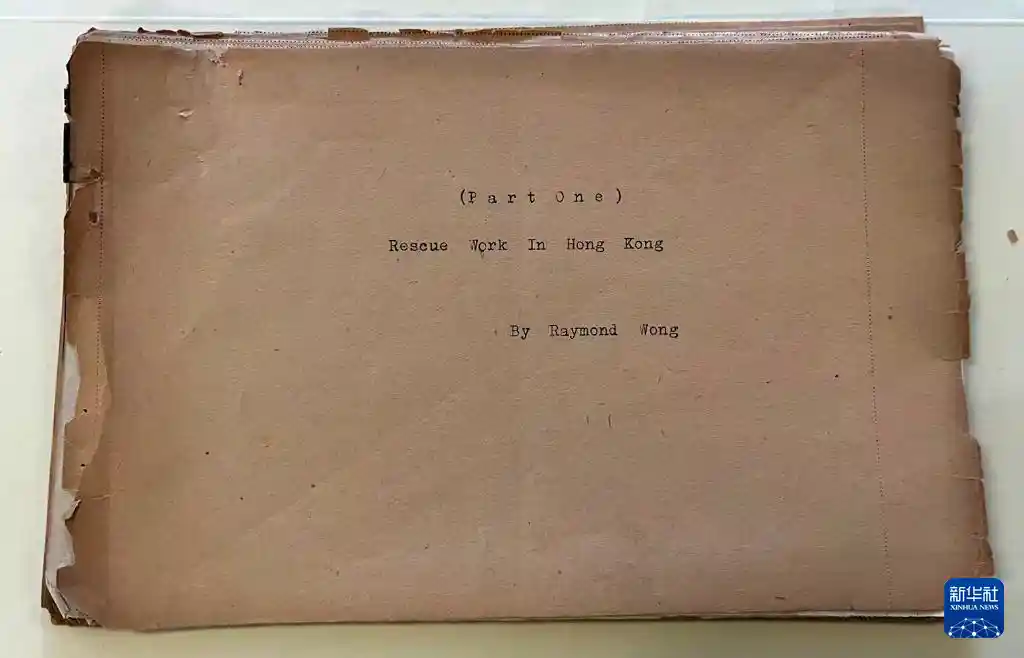 (Part One)
Rescue Work In Hong Kong
By Raymond Wong
新华社
XINHUA NEWS